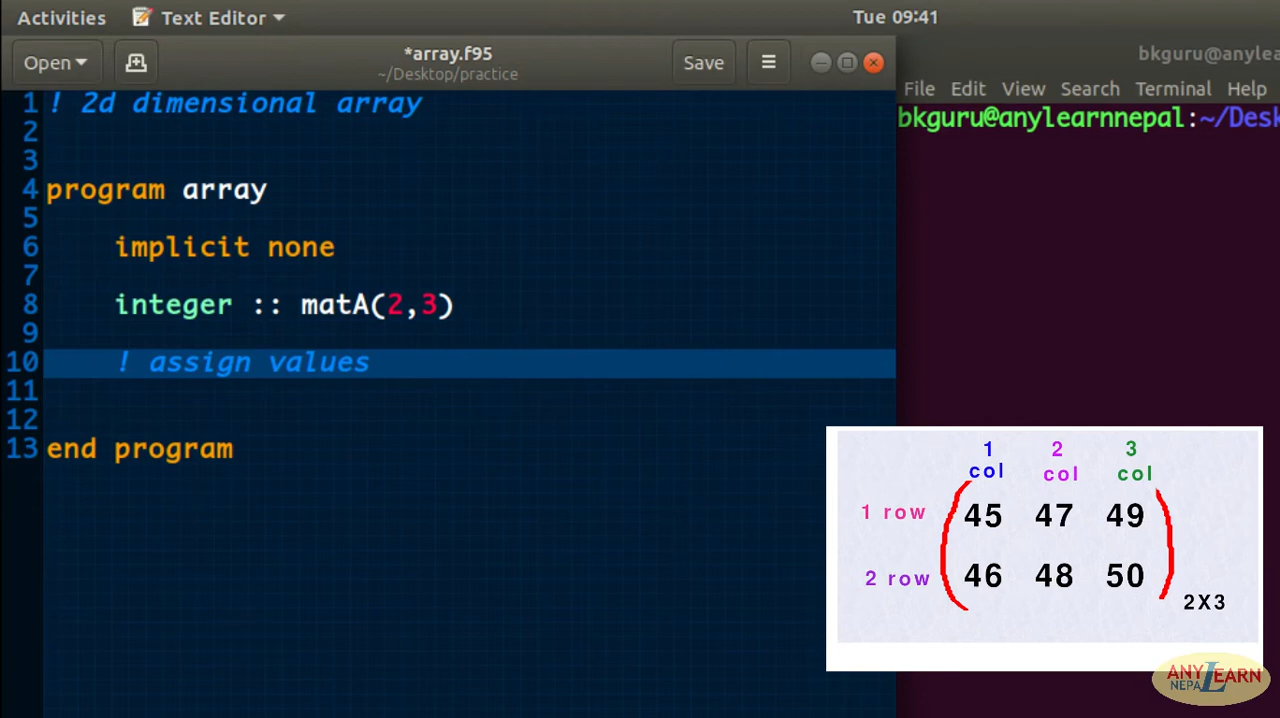 Activities Text Editor Tue 09:41
Open *array.f95 Save
~/Desktop/practice
bkguru@anylea
File Edit View Search Terminal Help
bkguru@anylearnnepal:~/Desk
1 ! 2d dimensional array
2
3
4 program array
5
6 implicit none
7
8 integer :: matA(2,3)
9
10 ! assign values
11
12
13 end program
1 2 3
col col col
1 row 45 47 49
2 row 46 48 50
2X3
ANY LEARN
NEPAL